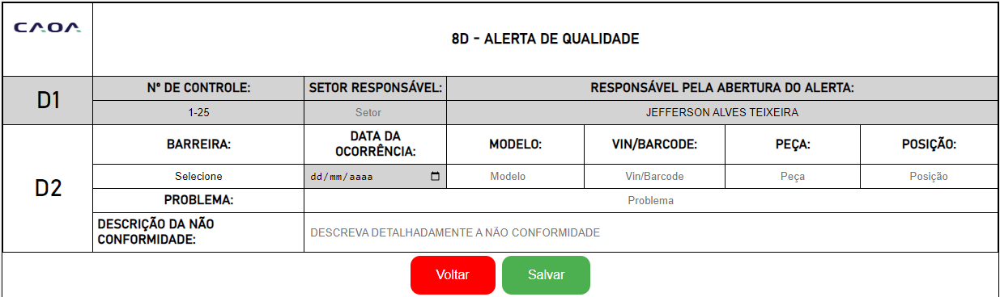 CAOA
8D - ALERTA DE QUALIDADE
D1
Nº DE CONTROLE:
SETOR RESPONSÁVEL:
RESPONSÁVEL PELA ABERTURA DO ALERTA:
1-25
Setor
JEFFERSON ALVES TEIXEIRA
D2
BARREIRA:
DATA DA
OCORRÊNCIA:
MODELO:
VIN/BARCODE:
PEÇA:
POSIÇÃO:
Selecione
dd/mm/aaaa
Modelo
Vin/Barcode
Peça
Posição
PROBLEMA:
Problema
DESCRIÇÃO DA NÃO
CONFORMIDADE:
DESCREVA DETALHADAMENTE A NÃO CONFORMIDADE
Voltar
Salvar